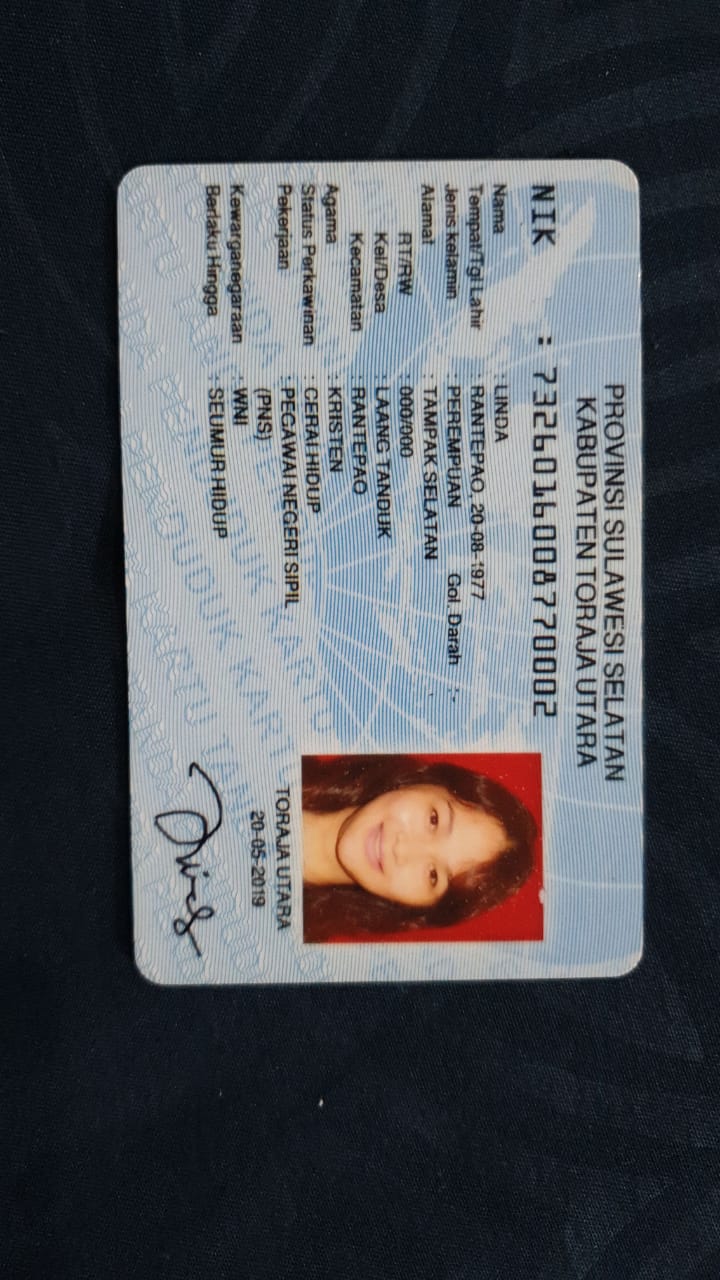 PROVINSI SULAWESI SELATAN
KABUPATEN TORAJA UTARA
NIK : 7326016008770002
Nama : LINDA
Tempat/Tgl Lahir : RANTEPAO, 20-08-1977
Jenis kelamin : PEREMPUAN Gol. Darah : -
Alamat : TAMPAK SELATAN
RT/RW : 000/000
Kel/Desa : LAANG TANDUK
Kecamatan : RANTEPAO
Agama : KRISTEN
Status Perkawinan : CERAI HIDUP
Pekerjaan : PEGAWAI NEGERI SIPIL
(PNS)
Kewarganegaraan : WNI
Berlaku Hingga : SEUMUR HIDUP
TORAJA UTARA
20-05-2019